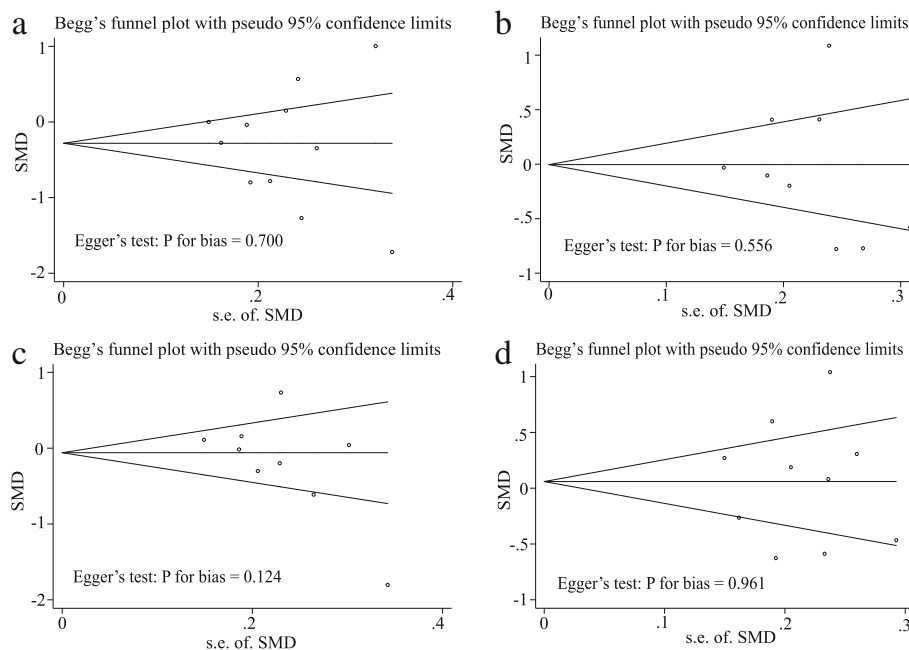 a
Begg's funnel plot with pseudo 95% confidence limits
1
0
-1
-2
SMD
Egger's test: P for bias = 0.700
0
.2
.4
s.e. of. SMD
b
Begg's funnel plot with pseudo 95% confidence limits
1
.5
0
-.5
-1
SMD
Egger's test: P for bias = 0.556
0
.1
.2
.3
s.e. of. SMD
c
Begg's funnel plot with pseudo 95% confidence limits
1
0
-1
-2
SMD
Egger's test: P for bias = 0.124
0
.2
.4
s.e. of. SMD
d
Begg's funnel plot with pseudo 95% confidence limits
1
.5
0
-.5
-1
SMD
Egger's test: P for bias = 0.961
0
.1
.2
.3
s.e. of. SMD